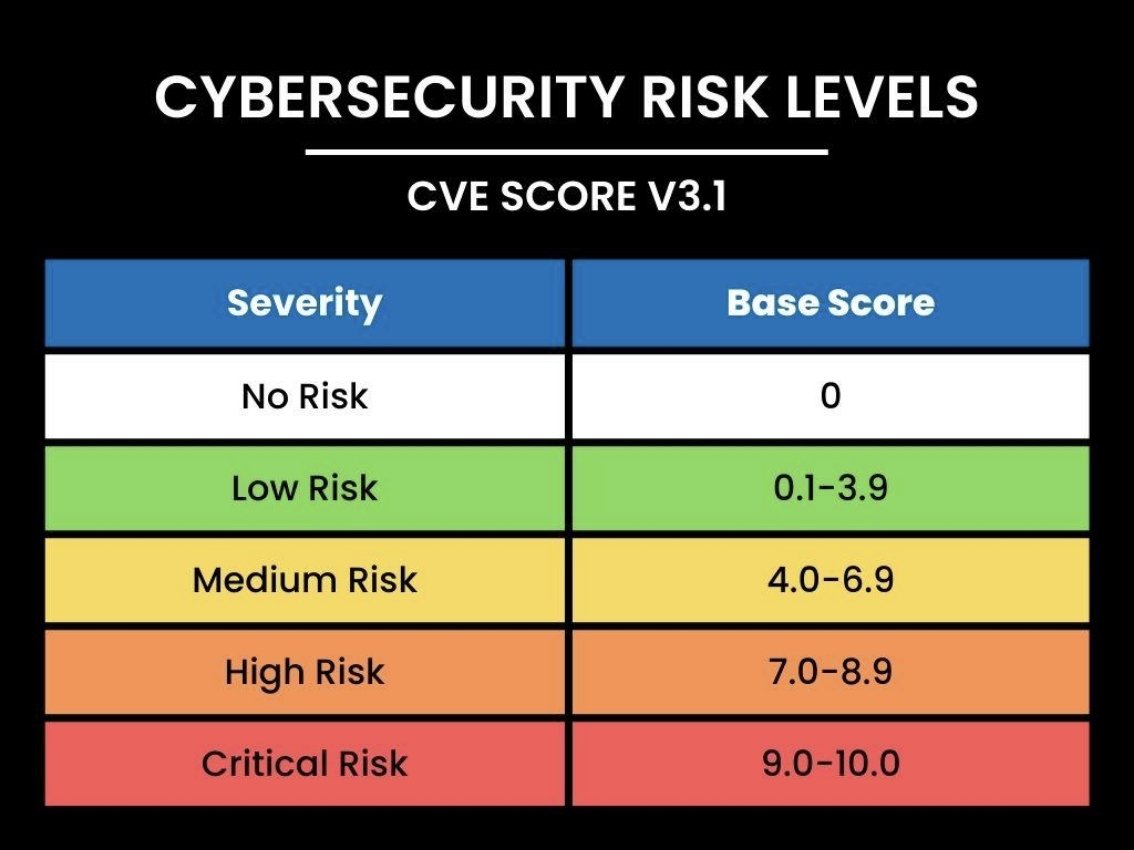 CYBERSECURITY RISK LEVELS
CVE SCORE V3.1
Severity Base Score
No Risk 0
Low Risk 0.1-3.9
Medium Risk 4.0-6.9
High Risk 7.0-8.9
Critical Risk 9.0-10.0